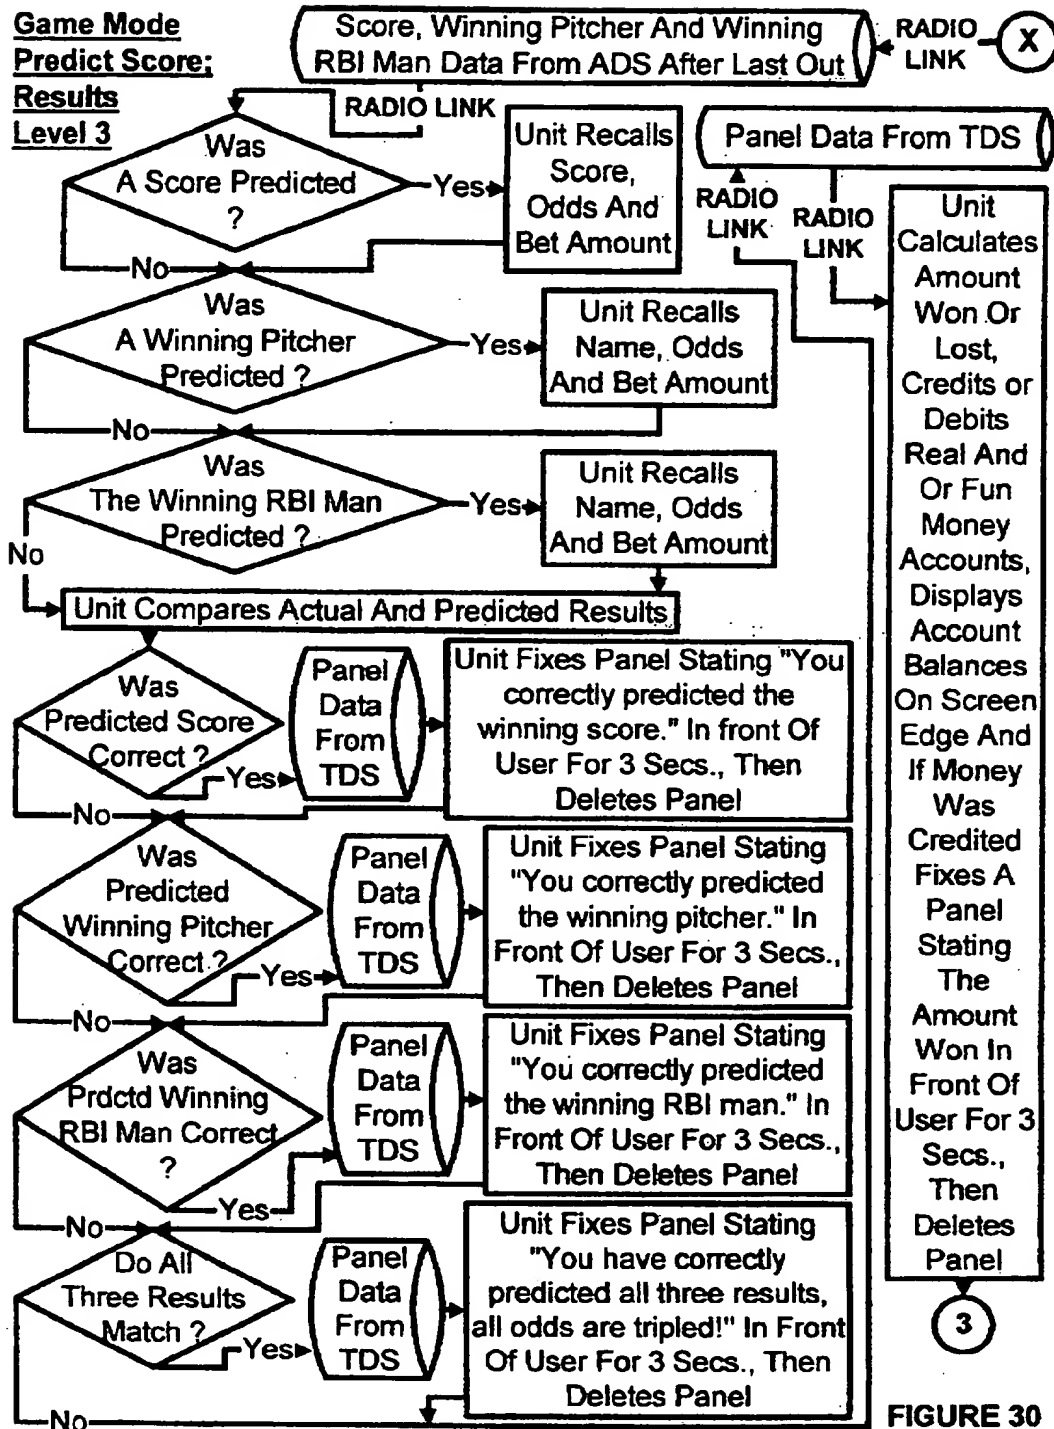 Game Mode
Predict Score;
Results
Level 3
Score, Winning Pitcher And Winning
RBI Man Data From ADS After Last Out
RADIO
LINK
X
RADIO LINK
Was
A Score Predicted
?
Yes
Unit Recalls
Score,
Odds And
Bet Amount
No
Was
A Winning Pitcher
Predicted ?
Yes
Unit Recalls
Name, Odds
And Bet Amount
No
Was
The Winning RBI Man
Predicted ?
Yes
Unit Recalls
Name, Odds
And Bet Amount
No
Unit Compares Actual And Predicted Results
Was
Predicted Score
Correct ?
Yes
Panel
Data
From
TDS
Unit Fixes Panel Stating "You
correctly predicted the
winning score." In front Of
User For 3 Secs., Then
Deletes Panel
No
Was
Predicted
Winning Pitcher
Correct ?
Yes
Panel
Data
From
TDS
Unit Fixes Panel Stating
"You correctly predicted
the winning pitcher." In
Front Of User For 3 Secs.,
Then Deletes Panel
No
Was
Prdctd Winning
RBI Man Correct
?
Yes
Panel
Data
From
TDS
Unit Fixes Panel Stating
"You correctly predicted
the winning RBI man." In
Front Of User For 3 Secs.,
Then Deletes Panel
No
Do All
Three Results
Match ?
Yes
Panel
Data
From
TDS
Unit Fixes Panel Stating
"You have correctly
predicted all three results,
all odds are tripled!" In Front
Of User For 3 Secs., Then
Deletes Panel
No
Panel Data From TDS
RADIO
LINK
RADIO
LINK
Unit
Calculates
Amount
Won Or
Lost,
Credits or
Debits
Real And
Or Fun
Money
Accounts,
Displays
Account
Balances
On Screen
Edge And
If Money
Was
Credited
Fixes A
Panel
Stating
The
Amount
Won In
Front Of
User For 3
Secs.,
Then
Deletes
Panel
3
FIGURE 30